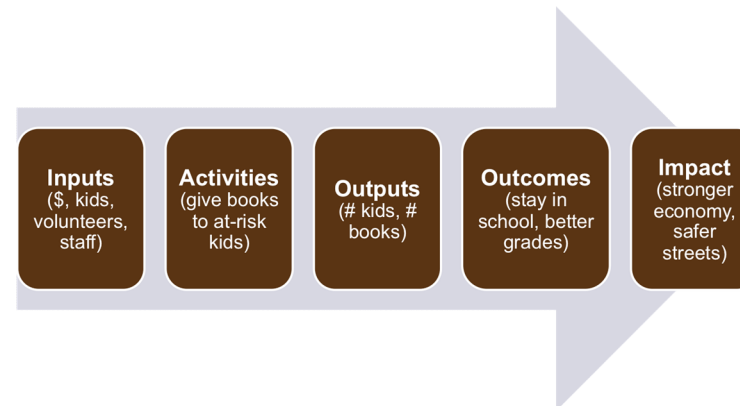 Inputs
($, kids,
volunteers,
staff)
Activities
(give books
to at-risk
kids)
Outputs
(# kids, #
books)
Outcomes
(stay in
school, better
grades)
Impact
(stronger
economy,
safer
streets)